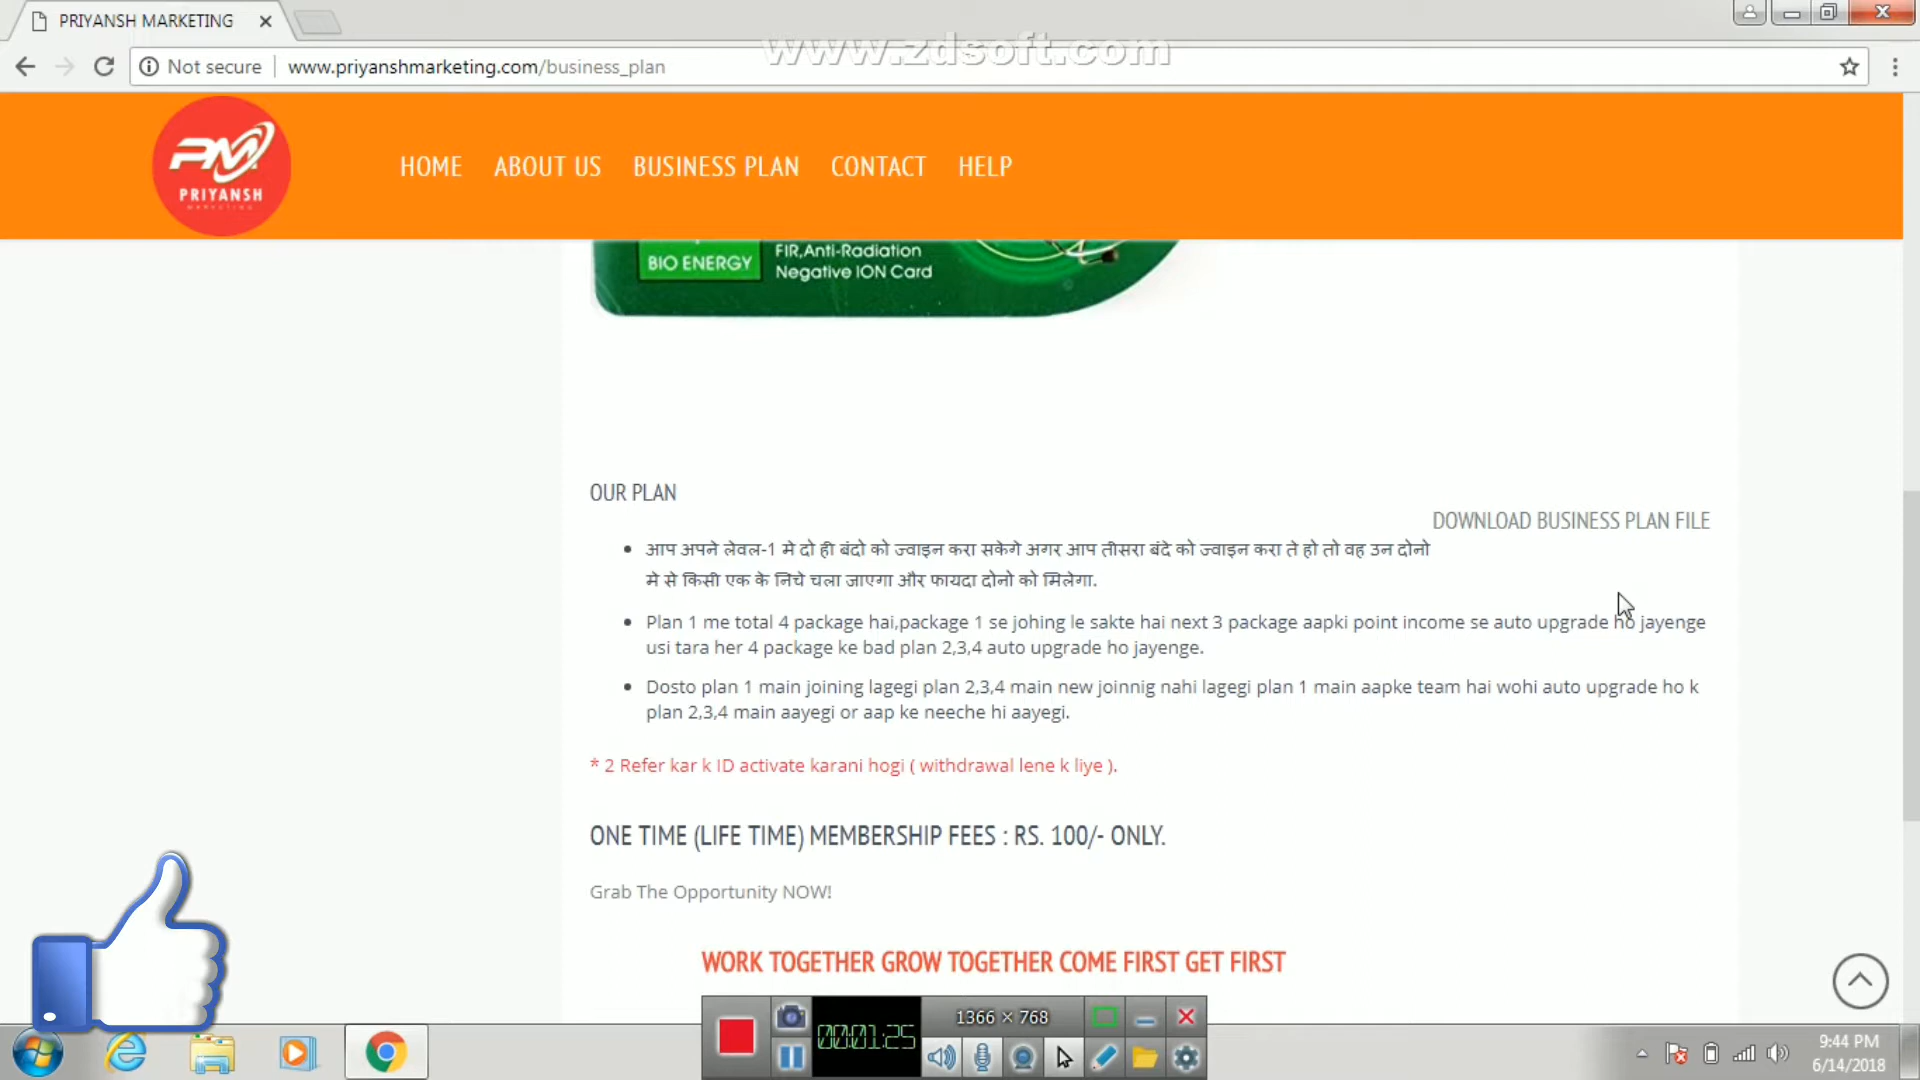 PRIYANSH MARKETING
www.zdsoft.com
Not secure
www.priyanshmarketing.com/business_plan
PM
PRIYANSH
MARKETING
HOME
ABOUT US
BUSINESS PLAN
CONTACT
HELP
BIO ENERGY
FIR,Anti-Radiation
Negative ION Card
OUR PLAN
DOWNLOAD BUSINESS PLAN FILE
आप अपने लेवल-1 मे दो ही बंदो को ज्वाइन करा सकेगे अगर आप तीसरा बंदे को ज्वाइन करा ते हो तो वह उन दोनो
मे से किसी एक के निचे चला जाएगा और फायदा दोनो को मिलेगा.
Plan 1 me total 4 package hai,package 1 se johing le sakte hai next 3 package aapki point income se auto upgrade ho jayenge
usi tara her 4 package ke bad plan 2,3,4 auto upgrade ho jayenge.
Dosto plan 1 main joining lagegi plan 2,3,4 main new joinnig nahi lagegi plan 1 main aapke team hai wohi auto upgrade ho k
plan 2,3,4 main aayegi or aap ke neeche hi aayegi.
* 2 Refer kar k ID activate karani hogi ( withdrawal lene k liye ).
ONE TIME (LIFE TIME) MEMBERSHIP FEES : RS. 100/- ONLY.
Grab The Opportunity NOW!
WORK TOGETHER GROW TOGETHER COME FIRST GET FIRST
1366 × 768
00:01:25
9:44 PM
6/14/2018